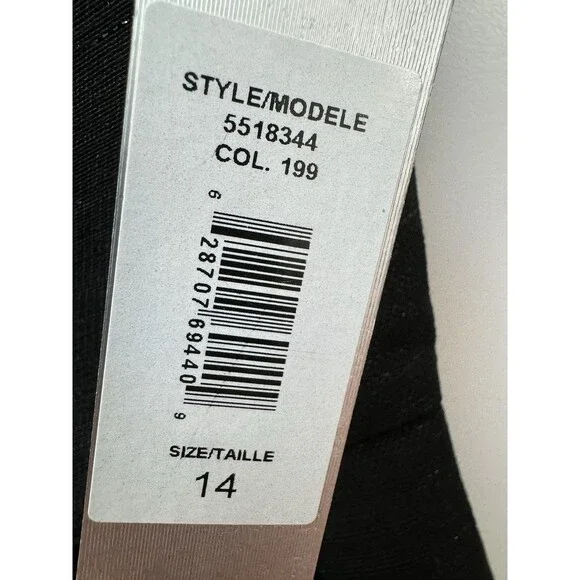 STYLE/MODELE
5518344
COL. 199
6 28707 69440 9
SIZE/TAILLE
14